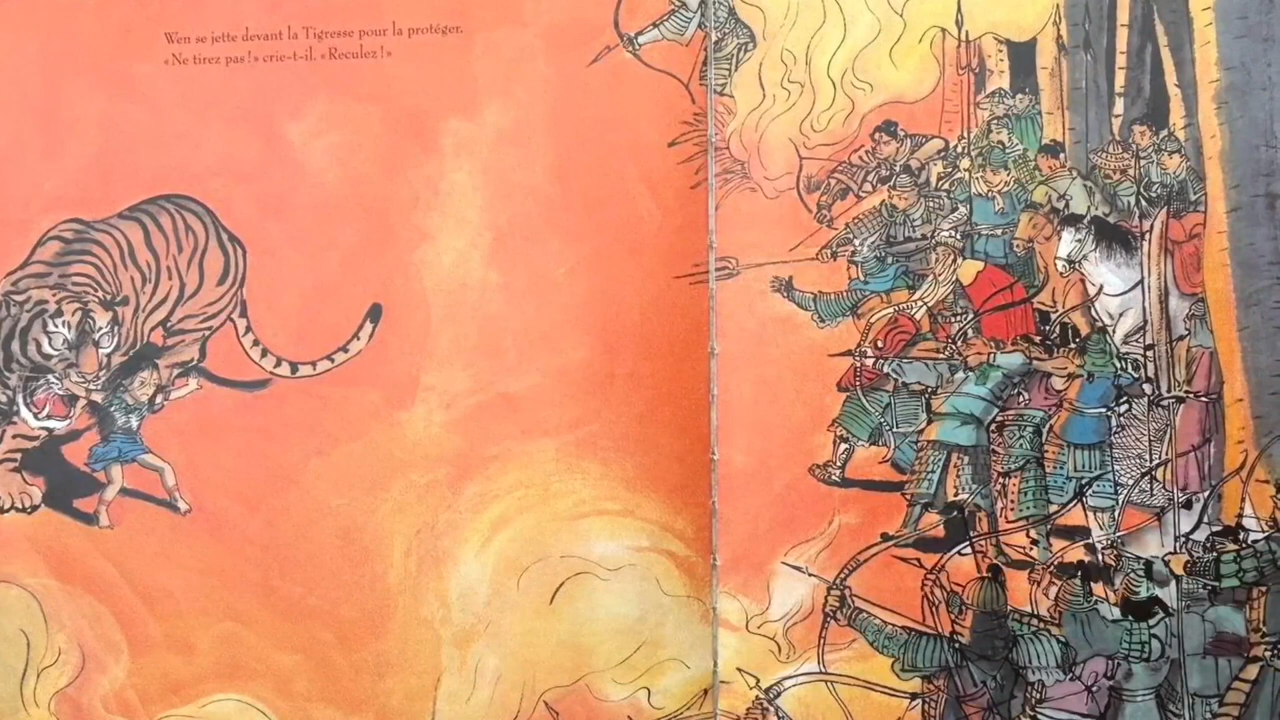 Wen se jette devant la Tigresse pour la protéger.
«Ne tirez pas!» crie-t-il. «Reculez!»